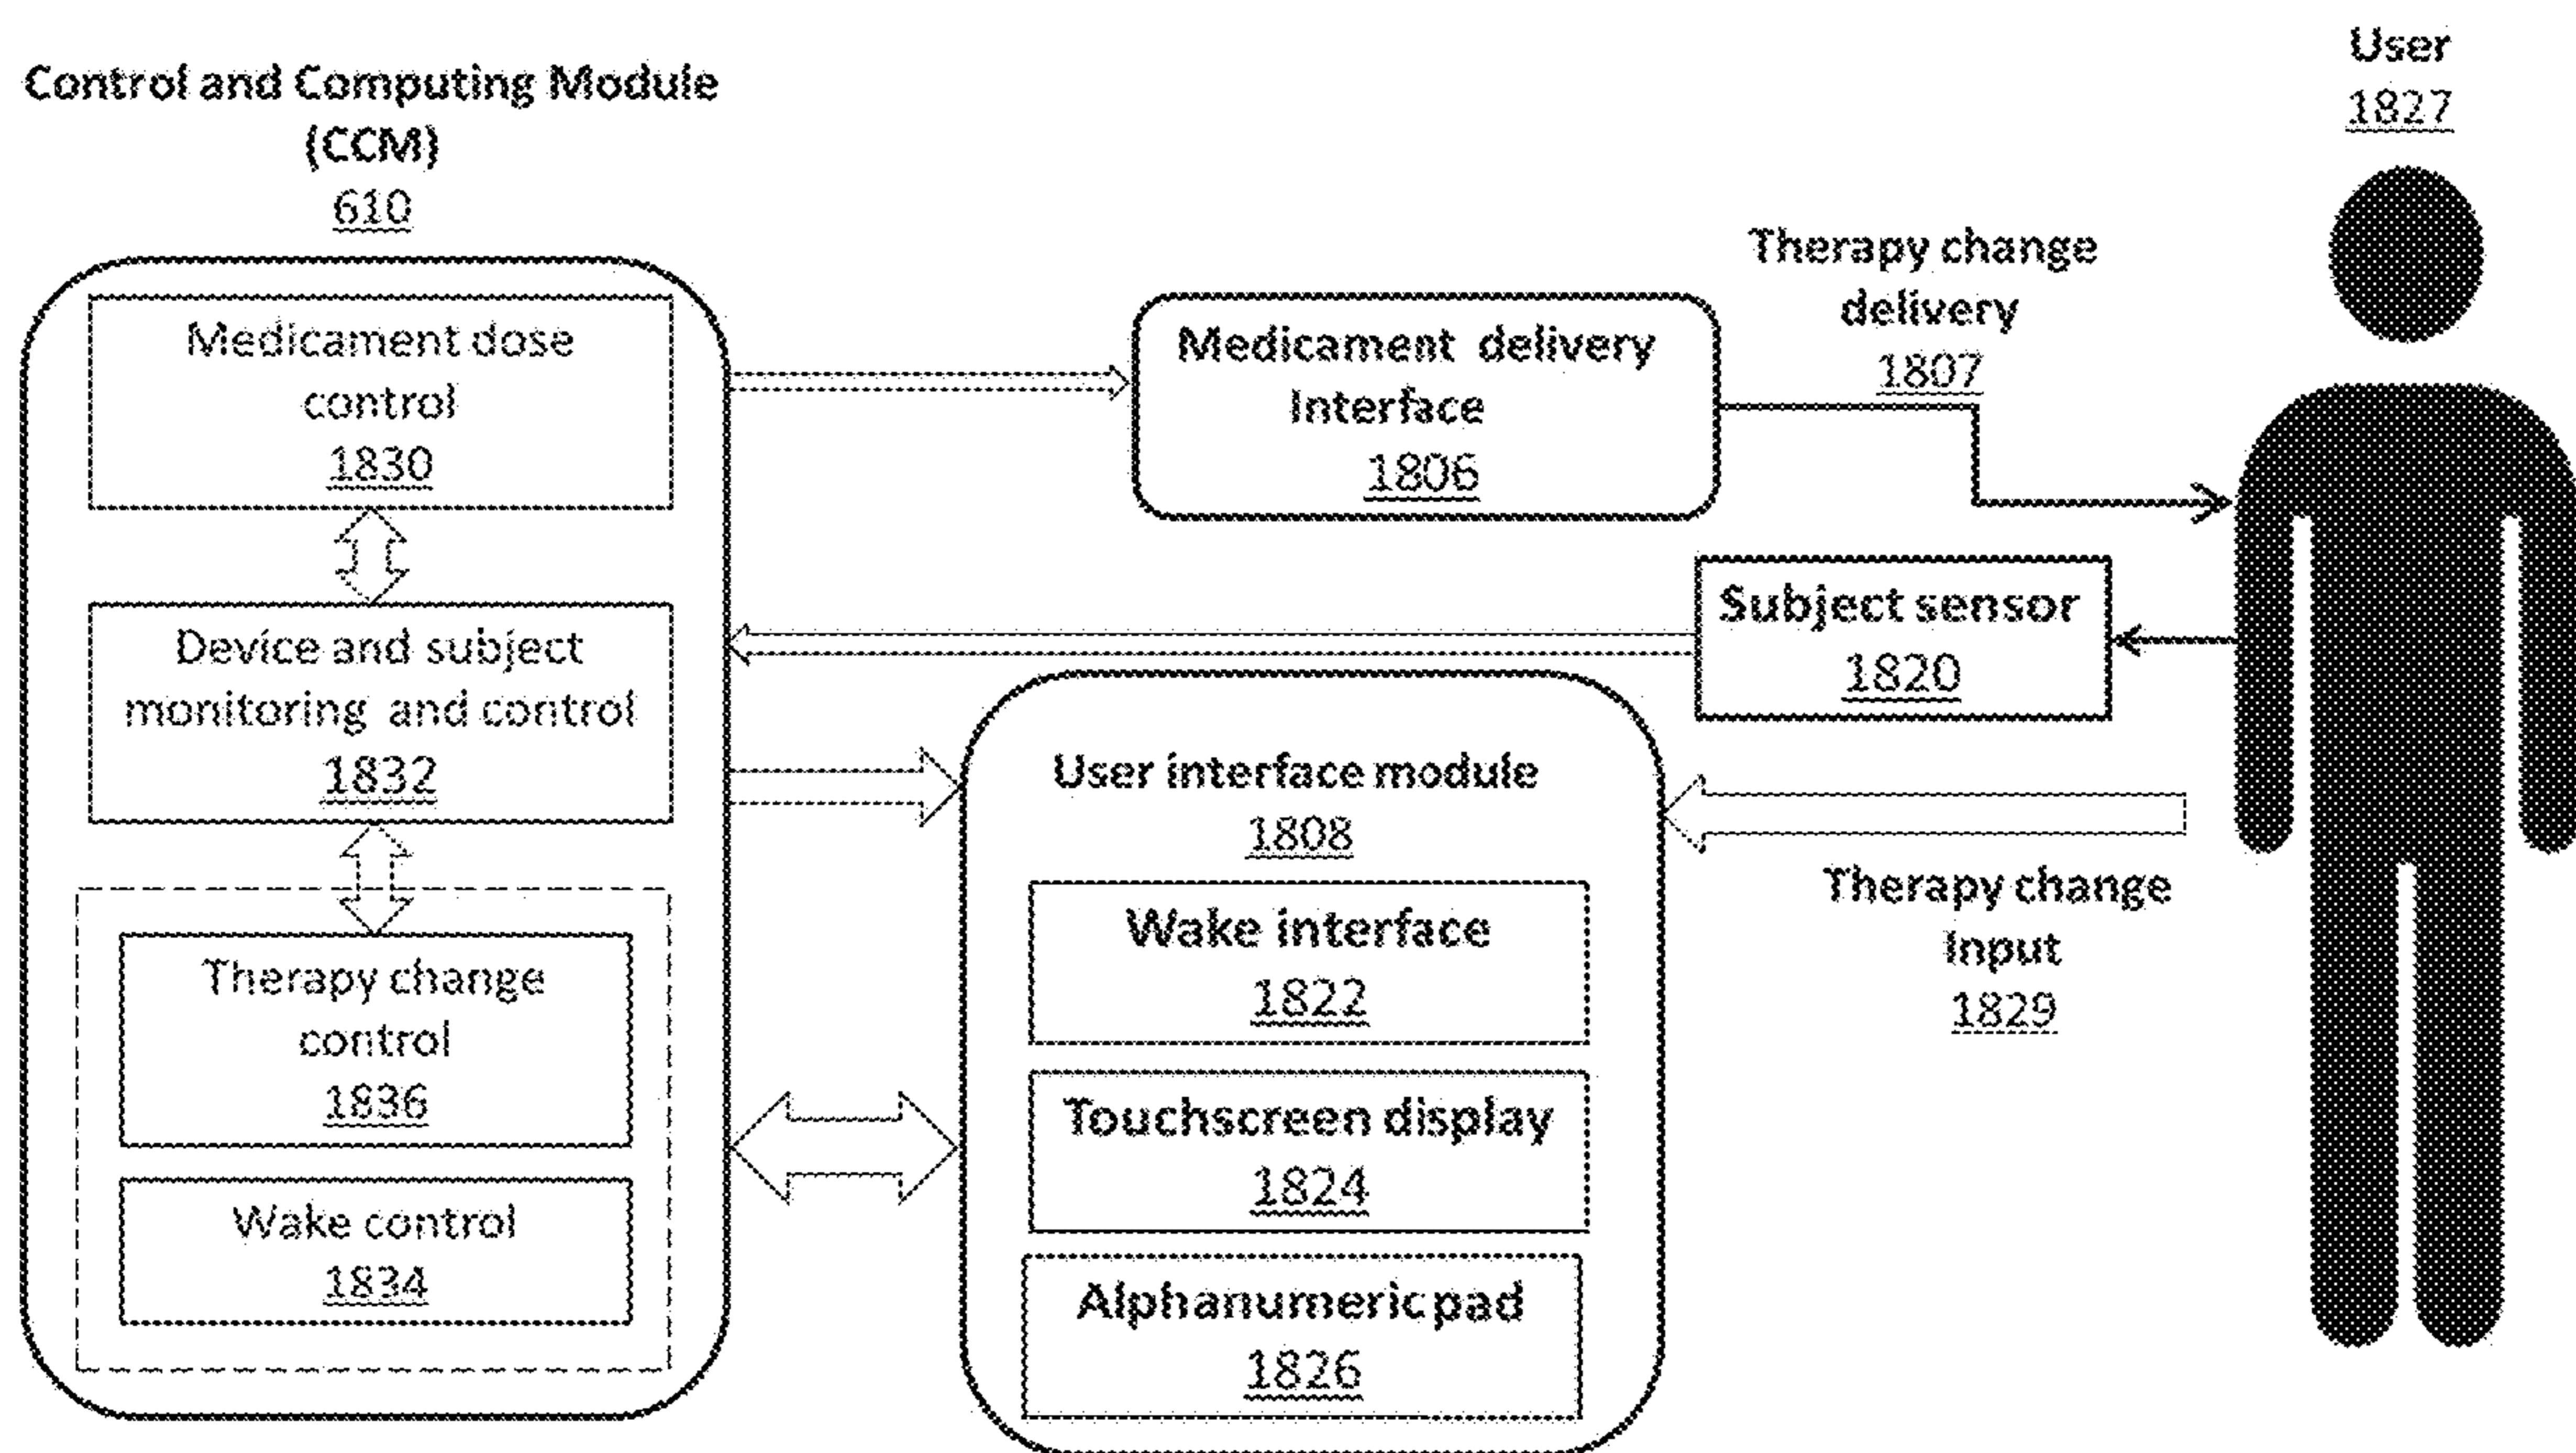 Control and Computing Module
(CCM)
610
Medicament dose
control
1830
Device and subject
monitoring and control
1832
Therapy change
control
1836
Wake control
1834
Medicament delivery
Interface
1806
Therapy change
delivery
1807
User
1827
Subject sensor
1820
User interface module
1808
Wake interface
1822
Touchscreen display
1824
Alphanumeric pad
1826
Therapy change
Input
1829